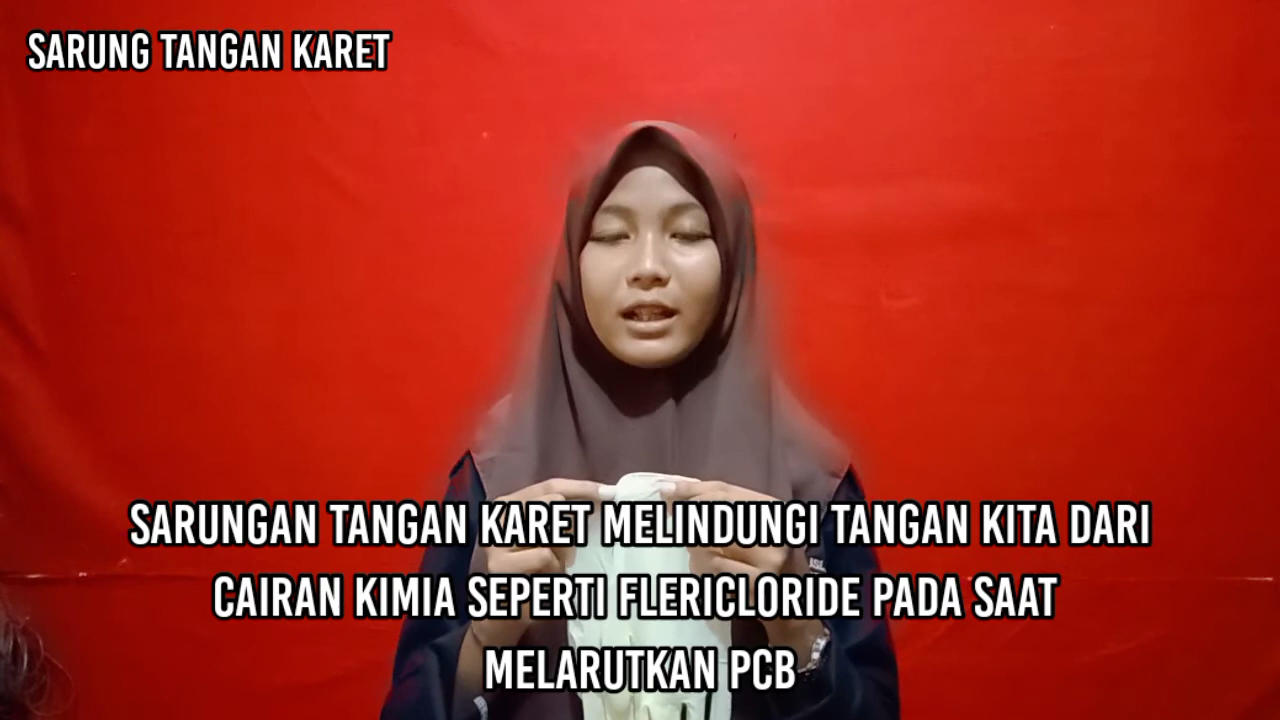 SARUNG TANGAN KARET
SARUNGAN TANGAN KARET MELINDUNGI TANGAN KITA DARI
CAIRAN KIMIA SEPERTI FLERICLORIDE PADA SAAT
MELARUTKAN PCB